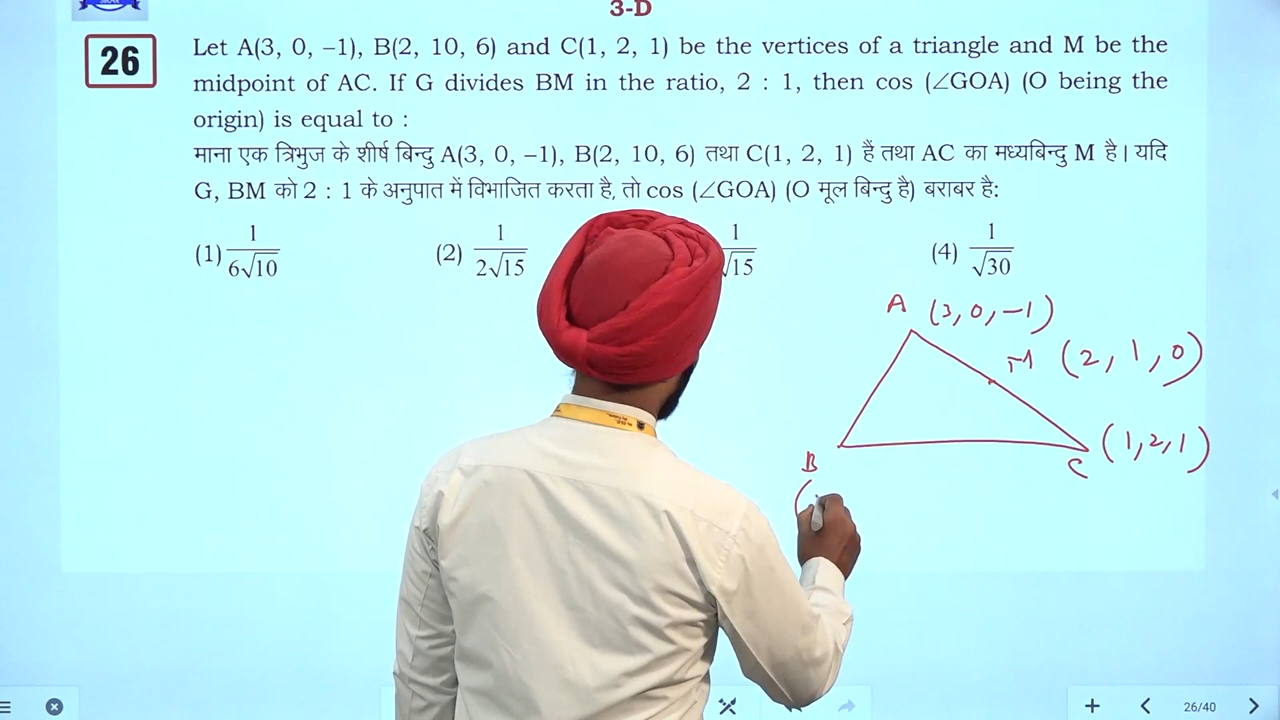 3-D
26
Let A(3, 0, –1), B(2, 10, 6) and C(1, 2, 1) be the vertices of a triangle and M be the
midpoint of AC. If G divides BM in the ratio, 2 : 1, then cos (∠GOA) (O being the
origin) is equal to :
माना एक त्रिभुज के शीर्ष बिन्दु A(3, 0, –1), B(2, 10, 6) तथा C(1, 2, 1) हैं तथा AC का मध्यबिन्दु M है। यदि
G, BM को 2 : 1 के अनुपात में विभाजित करता है, तो cos (∠GOA) (O मूल बिन्दु है) बराबर है:
(1) 1/6√10 (2) 1/2√15 1/√15 (4) 1/√30
A (3, 0, –1)
M (2, 1, 0)
C (1, 2, 1)
B
(
26/40